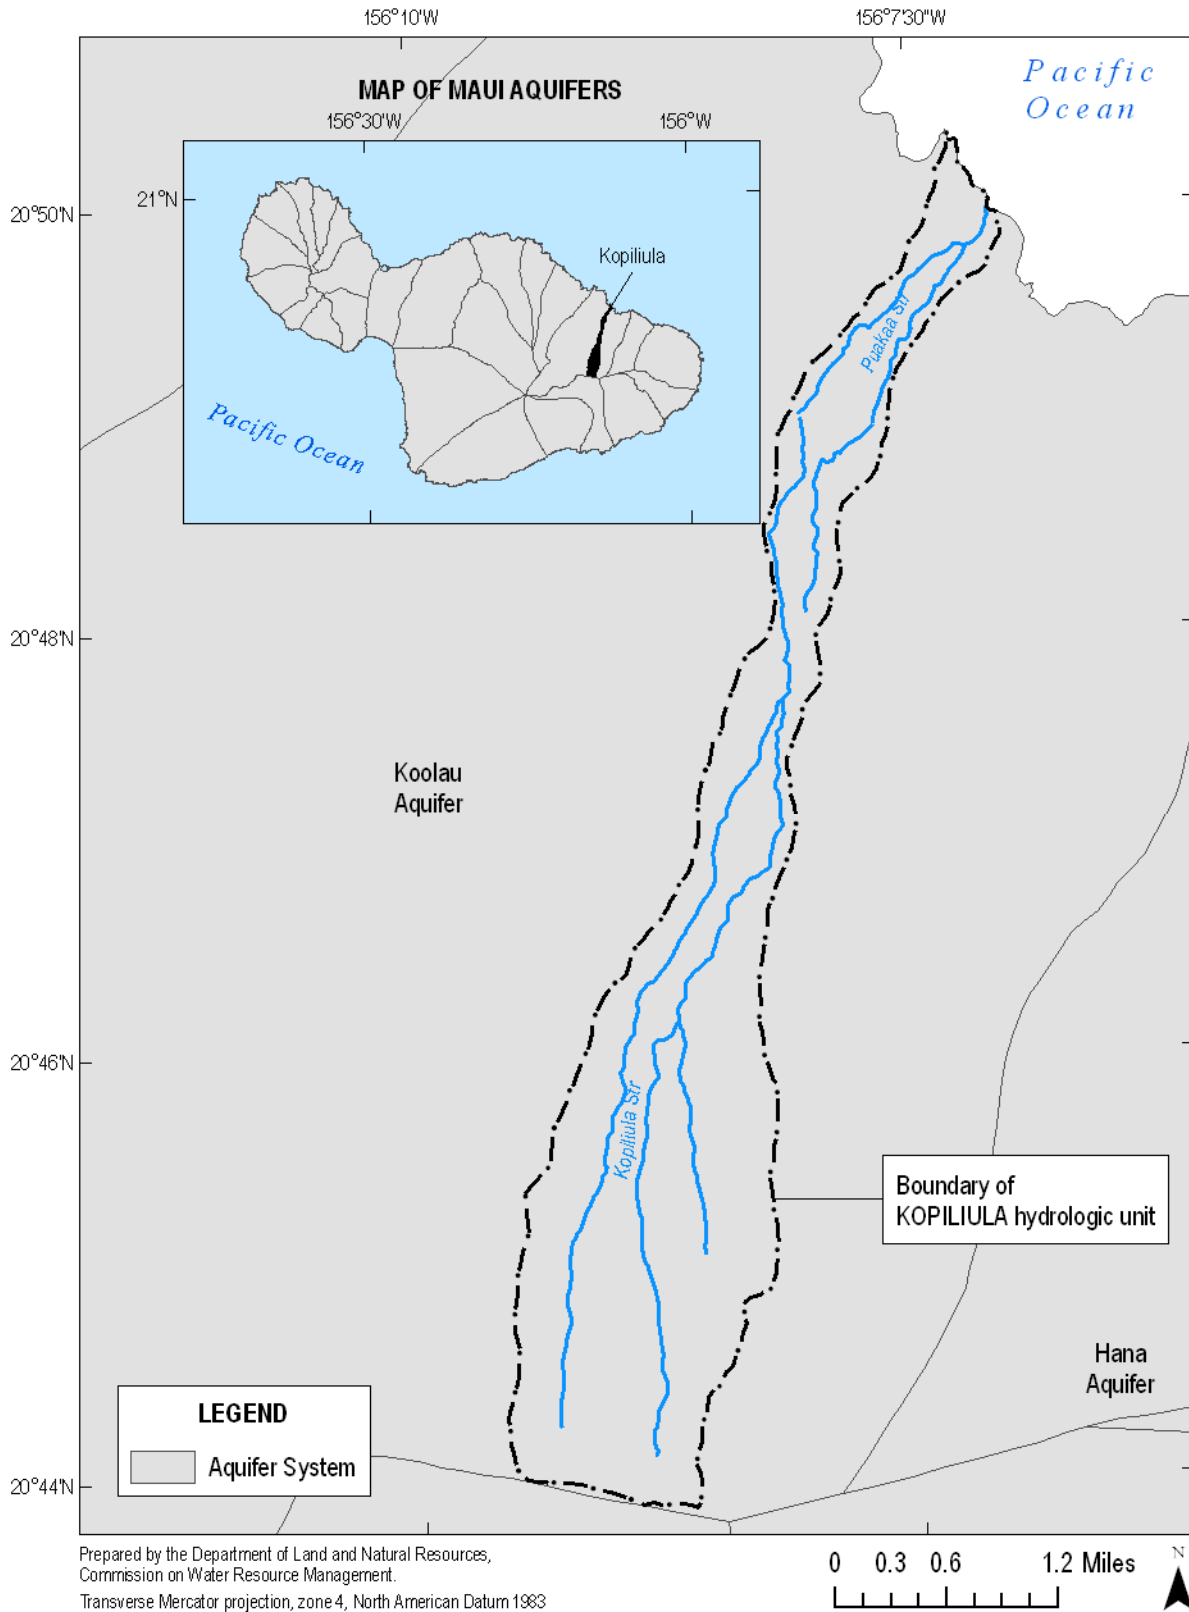 156°10'W
156°7'30"W
Pacific
Ocean
MAP OF MAUI AQUIFERS
156°30'W
156°W
21°N
20°50'N
Kopiliula
Puakaa Str
Pacific Ocean
20°48'N
Koolau
Aquifer
20°46'N
Kopiliula Str
Boundary of
KOPILIULA hydrologic unit
Hana
Aquifer
LEGEND
Aquifer System
20°44'N
Prepared by the Department of Land and Natural Resources,
Commission on Water Resource Management.
Transverse Mercator projection, zone 4, North American Datum 1983
0 0.3 0.6 1.2 Miles
N